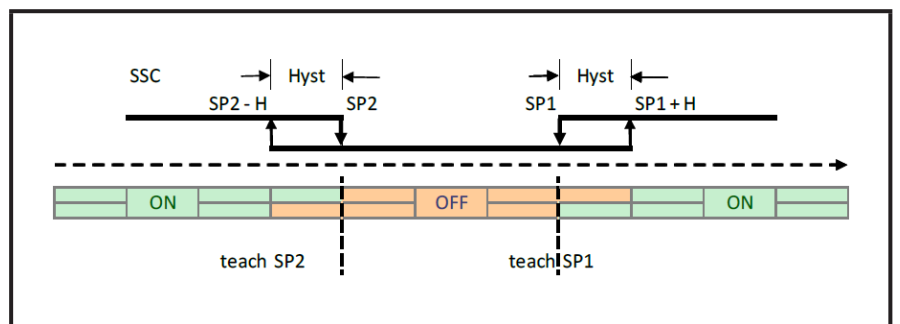 SSC Hyst Hyst
SP2 - H SP2 SP1 SP1 + H
ON OFF ON
teach SP2 teach SP1